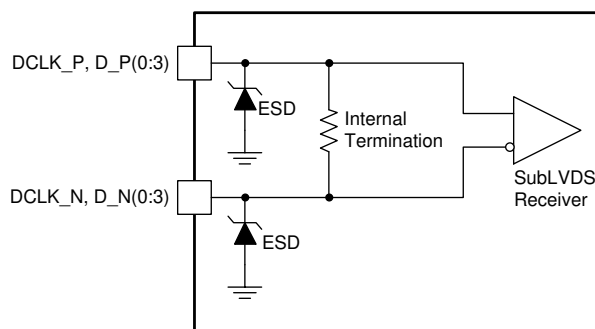 DCLK_P, D_P(0:3)
ESD
Internal
Termination
SubLVDS
Receiver
DCLK_N, D_N(0:3)
ESD